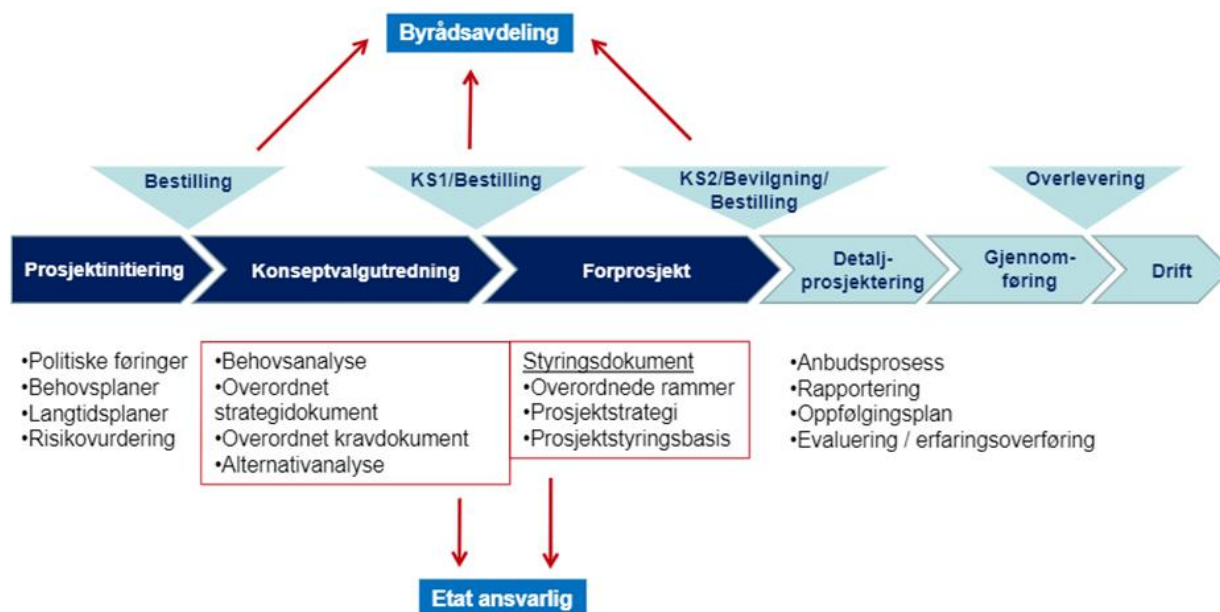 Byrådsavdeling
Bestilling
KS1/Bestilling
KS2/Bevilgning/
Bestilling
Overlevering
Prosjektinitiering
Konseptvalgutredning
Forprosjekt
Detalj-
prosjektering
Gjennom-
føring
Drift
•Politiske føringer
•Behovsplaner
•Langtidsplaner
•Risikovurdering
•Behovsanalyse
•Overordnet
strategidokument
•Overordnet kravdokument
•Alternativanalyse
Styringsdokument
•Overordnede rammer
•Prosjektstrategi
•Prosjektstyringsbasis
•Anbudsprosess
•Rapportering
•Oppfølgingsplan
•Evaluering / erfaringsoverføring
Etat ansvarlig